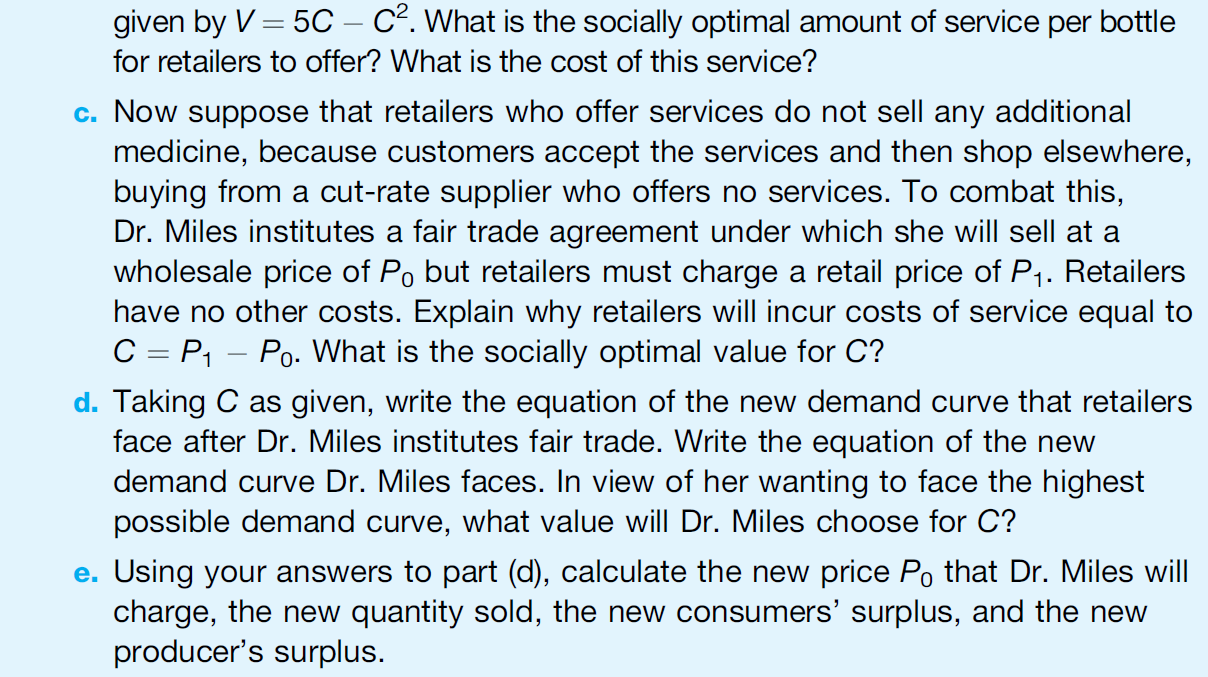 given by V = 5C – C². What is the socially optimal amount of service per bottle
for retailers to offer? What is the cost of this service?
c. Now suppose that retailers who offer services do not sell any additional
medicine, because customers accept the services and then shop elsewhere,
buying from a cut-rate supplier who offers no services. To combat this,
Dr. Miles institutes a fair trade agreement under which she will sell at a
wholesale price of P₀ but retailers must charge a retail price of P₁. Retailers
have no other costs. Explain why retailers will incur costs of service equal to
C = P₁ – P₀. What is the socially optimal value for C?
d. Taking C as given, write the equation of the new demand curve that retailers
face after Dr. Miles institutes fair trade. Write the equation of the new
demand curve Dr. Miles faces. In view of her wanting to face the highest
possible demand curve, what value will Dr. Miles choose for C?
e. Using your answers to part (d), calculate the new price P₀ that Dr. Miles will
charge, the new quantity sold, the new consumers’ surplus, and the new
producer’s surplus.